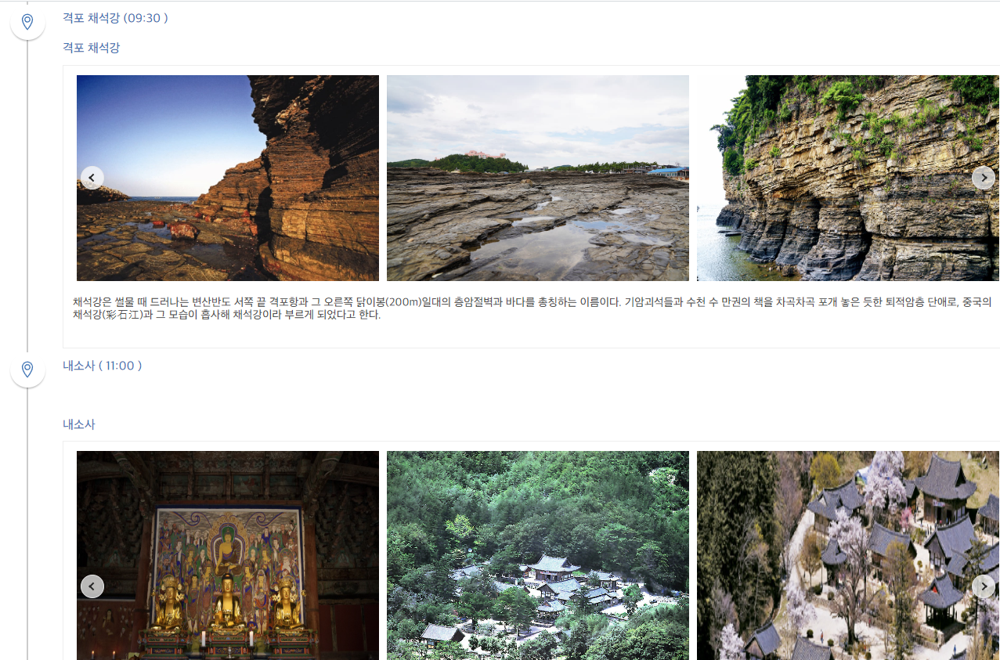 격포 채석강 (09:30 )
격포 채석강
채석강은 썰물 때 드러나는 변산반도 서쪽 끝 격포항과 그 오른쪽 닭이봉(200m)일대의 층암절벽과 바다를 총칭하는 이름이다. 기암괴석들과 수천 수 만권의 책을 차곡차곡 포개 놓은 듯한 퇴적암층 단애로, 중국의
채석강(彩石江)과 그 모습이 흡사해 채석강이라 부르게 되었다고 한다.
내소사 ( 11:00 )
내소사